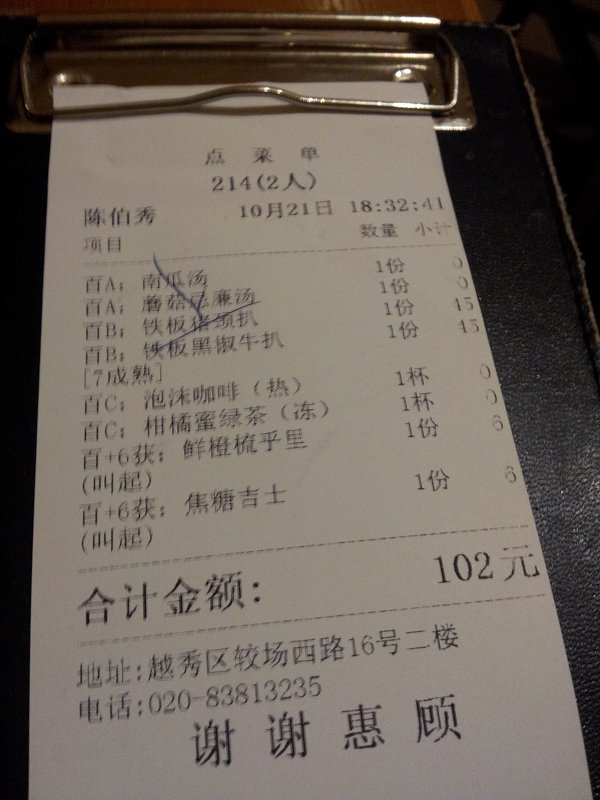 点 菜 单
214(2人)
陈伯秀 10月21日 18:32:41
项目 数量 小计
百A; 南瓜汤 1份 0
百A; 蘑菇忌廉汤 1份 0
百B; 铁板猪颈扒 1份 45
百B; 铁板黑椒牛扒 1份 45
[7成熟]
百C; 泡沫咖啡（热） 1杯 0
百C; 柑橘蜜绿茶（冻） 1杯 0
百+6获; 鲜橙梳乎里 1份 6
(叫起)
百+6获; 焦糖吉士 1份 6
(叫起)
合计金额: 102元
地址:越秀区较场西路16号二楼
电话:020-83813235
谢 谢 惠 顾